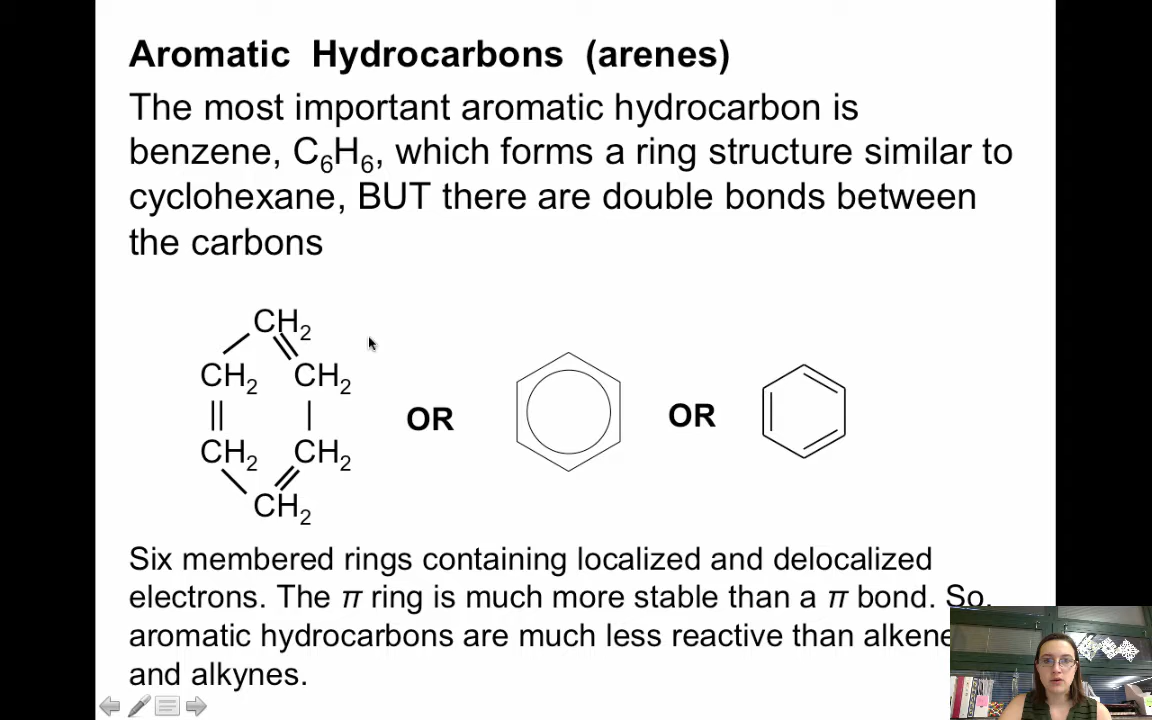 Aromatic Hydrocarbons (arenes)
The most important aromatic hydrocarbon is
benzene, C₆H₆, which forms a ring structure similar to
cyclohexane, BUT there are double bonds between
the carbons
CH₂
CH₂ CH₂
CH₂ CH₂
CH₂
OR
OR
Six membered rings containing localized and delocalized
electrons. The π ring is much more stable than a π bond. So,
aromatic hydrocarbons are much less reactive than alkene
and alkynes.